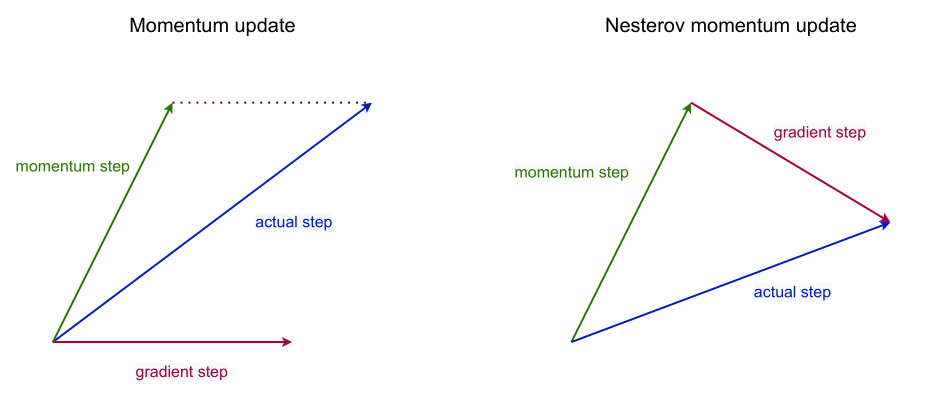 Momentum update
momentum step
actual step
gradient step
Nesterov momentum update
gradient step
momentum step
actual step